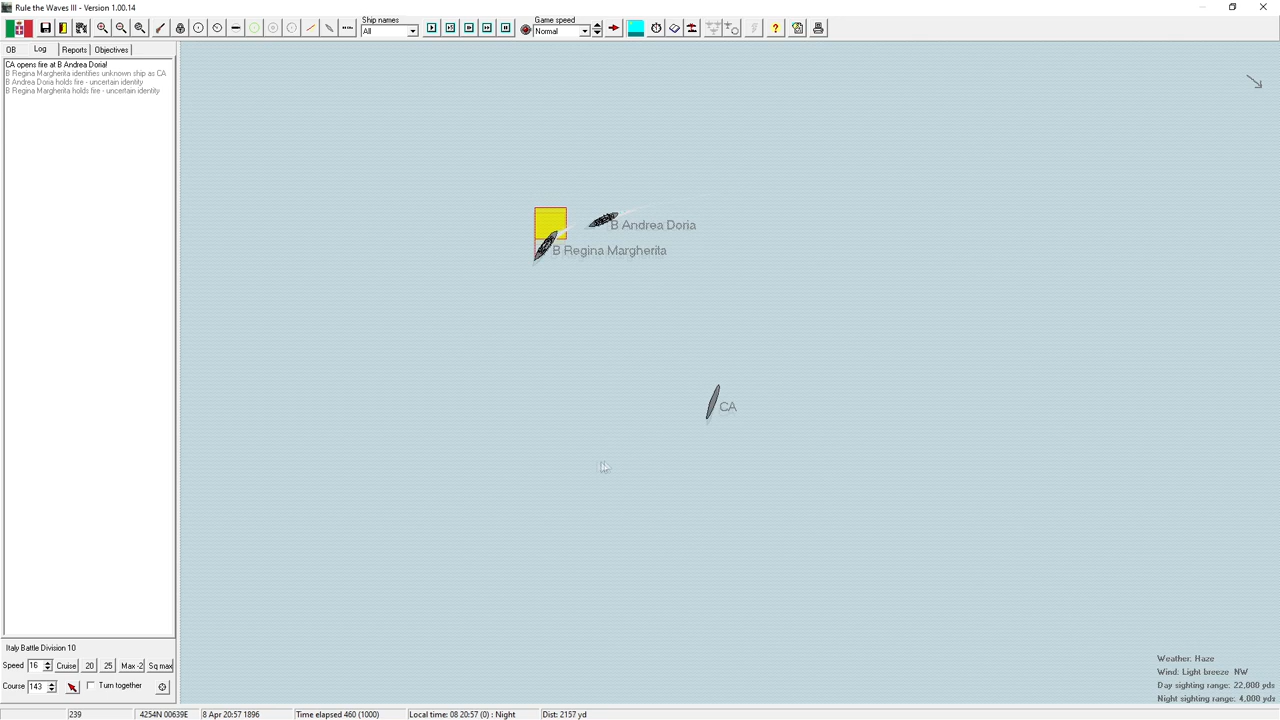 Rule the Waves III - Version 1.00.14
Ship names
All
Game speed
Normal
OB Log Reports Objectives
CA opens fire at B Andrea Doria!
B Regina Margherita identifies unknown ship as CA
B Andrea Doria holds fire - uncertain identity
B Regina Margherita holds fire - uncertain identity
B Andrea Doria
B Regina Margherita
CA
Italy Battle Division 10
Speed 16 Cruise 20 25 Max -2 Sq max
Course 143 Turn together
Weather: Haze
Wind: Light breeze NW
Day sighting range: 22,000 yds
Night sighting range: 4,000 yds
239 4254N 00639E 8 Apr 20:57 1896 Time elapsed 460 (1000) Local time: 08 20:57 (0) : Night Dist: 2157 yd